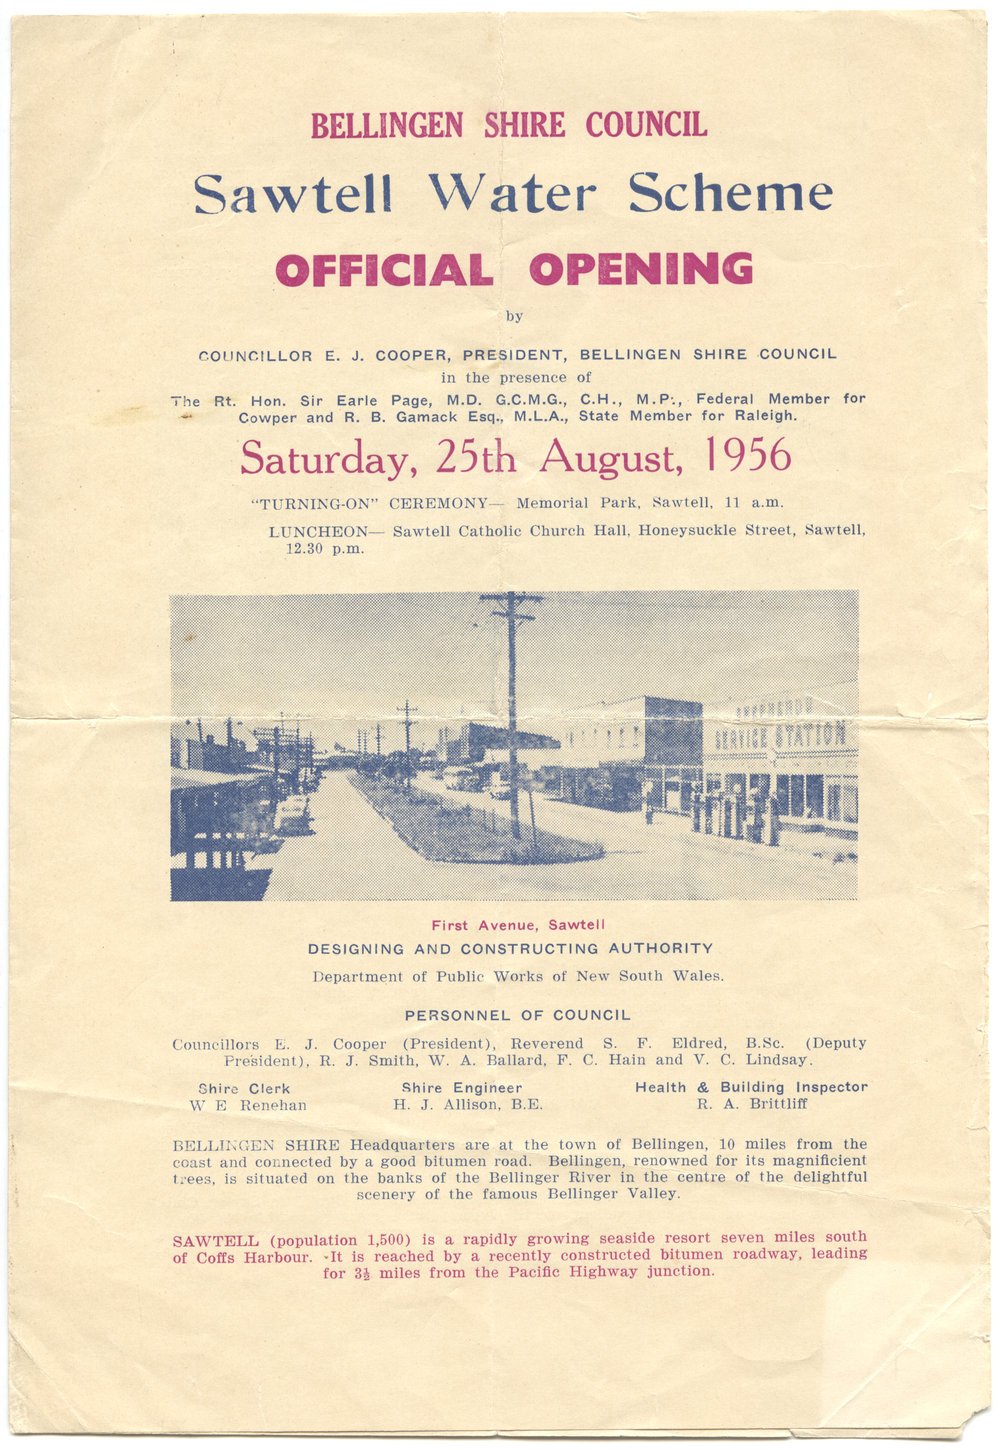 BELLINGEN SHIRE COUNCIL
Sawtell Water Scheme
OFFICIAL OPENING
by
COUNCILLOR E. J. COOPER, PRESIDENT, BELLINGEN SHIRE COUNCIL
in the presence of
The Rt. Hon. Sir Earle Page, M.D. G.C.M.G., C.H., M.P., Federal Member for
Cowper and R. B. Gamack Esq., M.L.A., State Member for Raleigh.
Saturday, 25th August, 1956
"TURNING-ON" CEREMONY— Memorial Park, Sawtell, 11 a.m.
LUNCHEON— Sawtell Catholic Church Hall, Honeysuckle Street, Sawtell,
12.30 p.m.
SERVICE STATION
First Avenue, Sawtell
DESIGNING AND CONSTRUCTING AUTHORITY
Department of Public Works of New South Wales.
PERSONNEL OF COUNCIL
Councillors E. J. Cooper (President), Reverend S. F. Eldred, B.Sc. (Deputy
President), R. J. Smith, W. A. Ballard, F. C. Hain and V. C. Lindsay.
Shire Clerk Shire Engineer Health & Building Inspector
W E Renehan H. J. Allison, B.E. R. A. Brittliff
BELLINGEN SHIRE Headquarters are at the town of Bellingen, 10 miles from the
coast and connected by a good bitumen road. Bellingen, renowned for its magnificient
trees, is situated on the banks of the Bellinger River in the centre of the delightful
scenery of the famous Bellinger Valley.
SAWTELL (population 1,500) is a rapidly growing seaside resort seven miles south
of Coffs Harbour. It is reached by a recently constructed bitumen roadway, leading
for 3½ miles from the Pacific Highway junction.